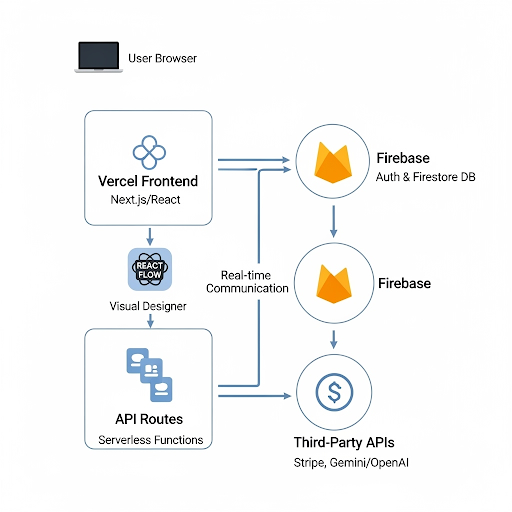 User Browser
Vercel Frontend
Next.js/React
Firebase
Auth & Firestore DB
REACT
FLOW
Visual Designer
Real-time
Communication
Firebase
API Routes
Serverless Functions
$
Third-Party APIs
Stripe, Gemini/OpenAI